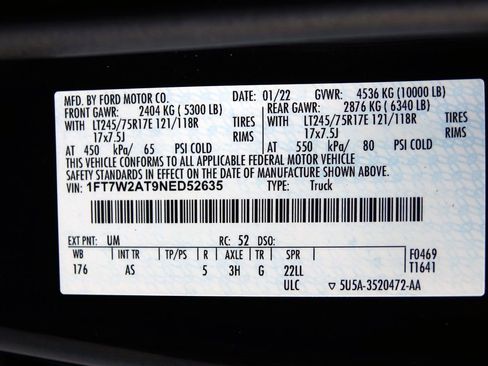 MFD. BY FORD MOTOR CO. DATE: 01/22 GVWR: 4536 KG (10000 LB)
FRONT GAWR: 2404 KG ( 5300 LB) REAR GAWR: 2876 KG ( 6340 LB)
WITH LT245/75R17E 121/118R TIRES WITH LT245/75R17E 121/118R TIRES
17x7.5J RIMS 17x7.5J RIMS
AT 450 kPa/ 65 PSI COLD AT 550 kPa/ 80 PSI COLD
THIS VEHICLE CONFORMS TO ALL APPLICABLE FEDERAL MOTOR VEHICLE
SAFETY STANDARDS IN EFFECT ON THE DATE OF MANUFACTURE SHOWN ABOVE.
VIN: 1FT7W2AT9NED52635 TYPE: Truck
EXT PNT: UM RC: 52 DSO:
WB INT TR TP/PS R AXLE TR SPR F0469
176 AS 5 3H G 22LL T1641
ULC ▽ 5U5A-3520472-AA